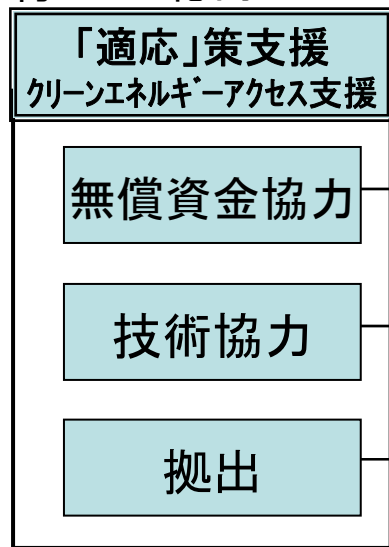 「適応」策支援
クリーンエネルギーアクセス支援
無償資金協力
技術協力
拠出